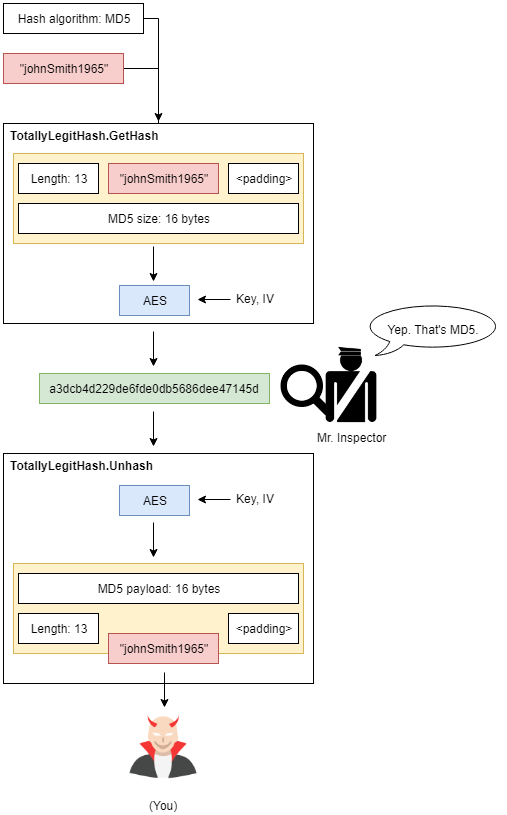 Hash algorithm: MD5
"johnSmith1965"
TotallyLegitHash.GetHash
Length: 13
"johnSmith1965"
<padding>
MD5 size: 16 bytes
AES
Key, IV
Yep. That's MD5.
a3dcb4d229de6fde0db5686dee47145d
Mr. Inspector
TotallyLegitHash.Unhash
AES
Key, IV
MD5 payload: 16 bytes
Length: 13
"johnSmith1965"
<padding>
(You)